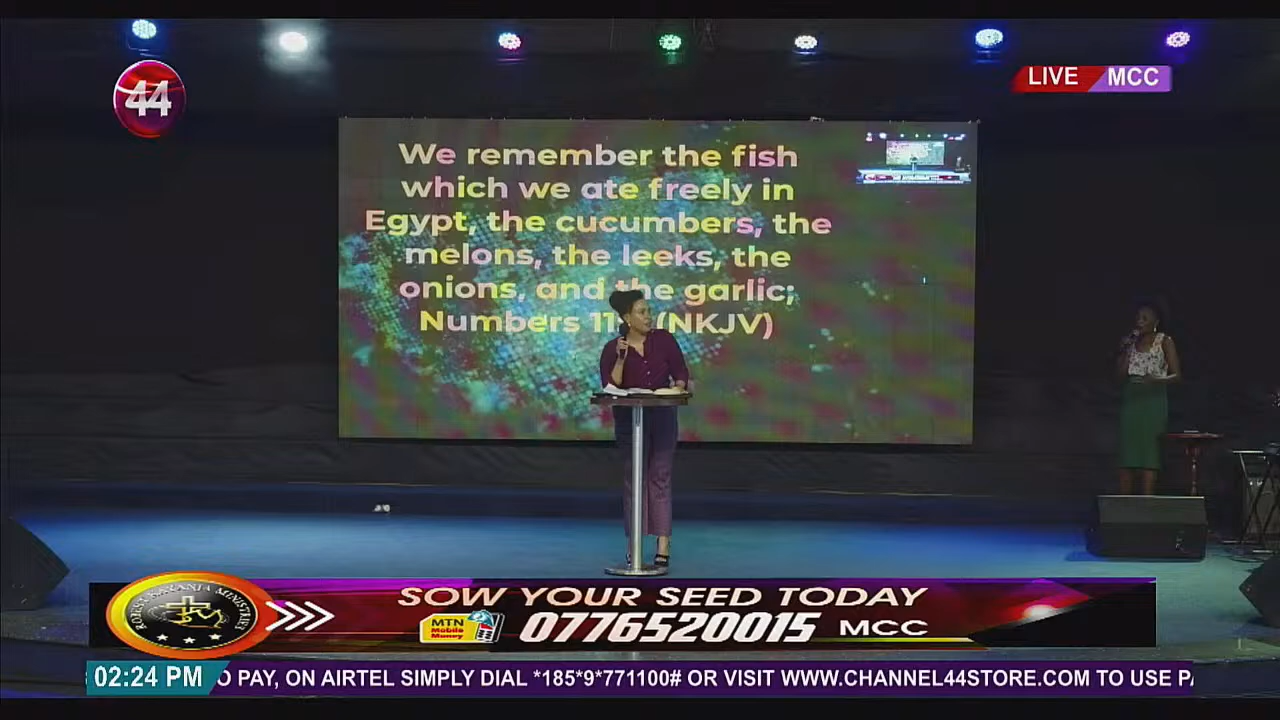 44
LIVE MCC
We remember the fish
which we ate freely in
Egypt, the cucumbers, the
melons, the leeks, the
onions, and the garlic;
Numbers 11: (NKJV)
SOW YOUR SEED TODAY
MTN
Mobile
Money
0776520015 MCC
02:24 PM
O PAY, ON AIRTEL SIMPLY DIAL *185*9*771100# OR VISIT WWW.CHANNEL44STORE.COM TO USE